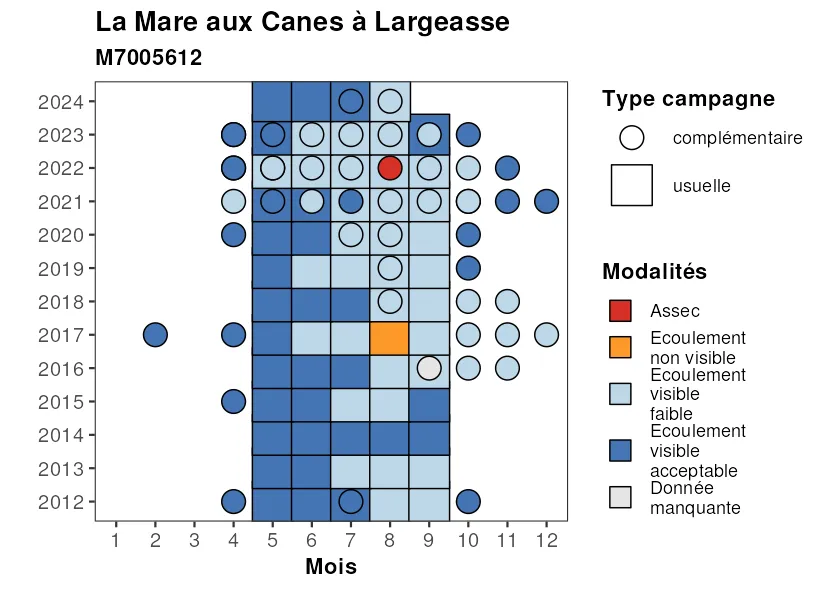 La Mare aux Canes à Largeasse
M7005612
2024
2023
2022
2021
2020
2019
2018
2017
2016
2015
2014
2013
2012
1 2 3 4 5 6 7 8 9 10 11 12
Mois
Type campagne
complémentaire
usuelle
Modalités
Assec
Ecoulement
non visible
Ecoulement
visible
faible
Ecoulement
visible
acceptable
Donnée
manquante